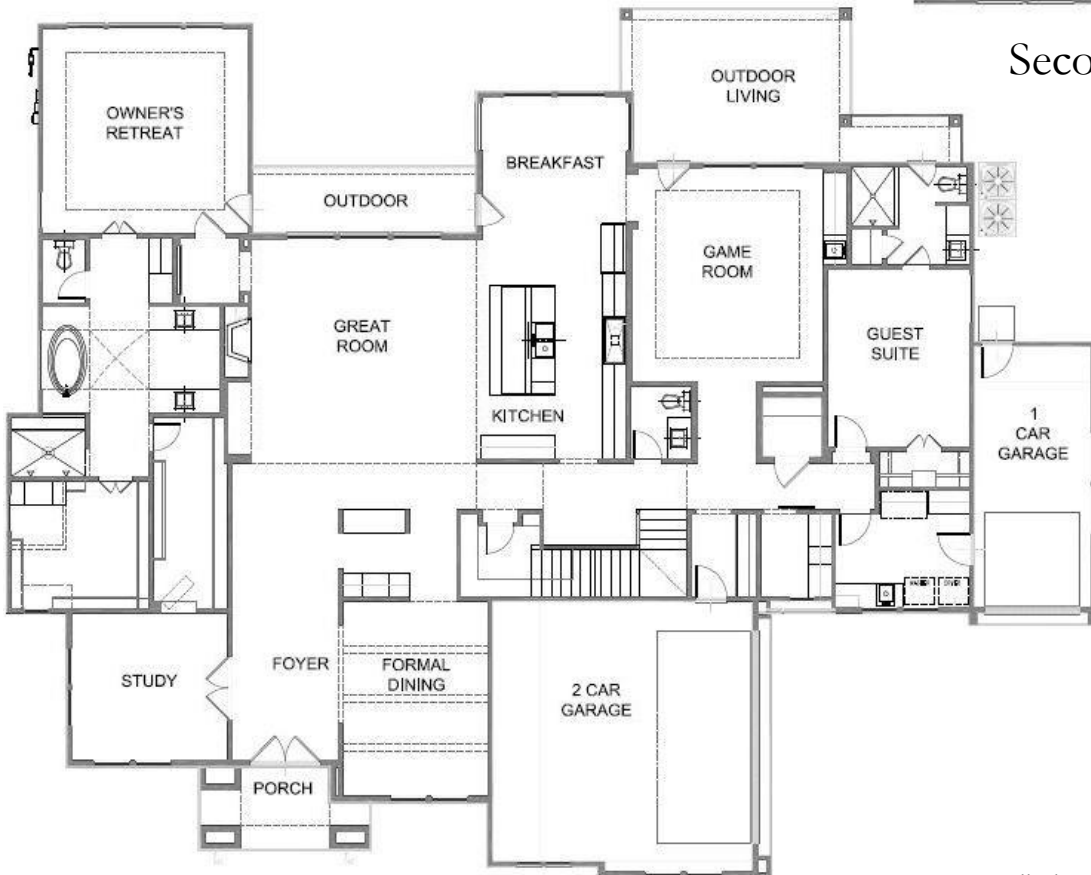 Seco
OUTDOOR
LIVING
OWNER'S
RETREAT
BREAKFAST
OUTDOOR
GAME
ROOM
GREAT
ROOM
GUEST
SUITE
KITCHEN
1
CAR
GARAGE
FOYER
FORMAL
DINING
STUDY
2 CAR
GARAGE
PORCH